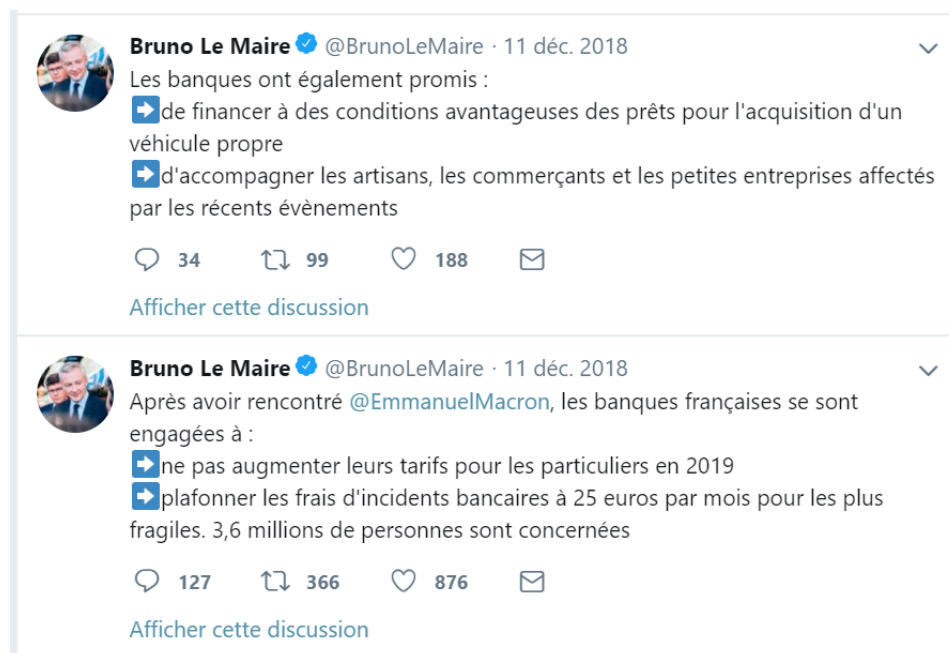 Bruno Le Maire @BrunoLeMaire · 11 déc. 2018
Les banques ont également promis :
➡de financer à des conditions avantageuses des prêts pour l'acquisition d'un
véhicule propre
➡d'accompagner les artisans, les commerçants et les petites entreprises affectés
par les récents évènements
34 99 188
Afficher cette discussion
Bruno Le Maire @BrunoLeMaire · 11 déc. 2018
Après avoir rencontré @EmmanuelMacron, les banques françaises se sont
engagées à :
➡ne pas augmenter leurs tarifs pour les particuliers en 2019
➡plafonner les frais d'incidents bancaires à 25 euros par mois pour les plus
fragiles. 3,6 millions de personnes sont concernées
127 366 876
Afficher cette discussion